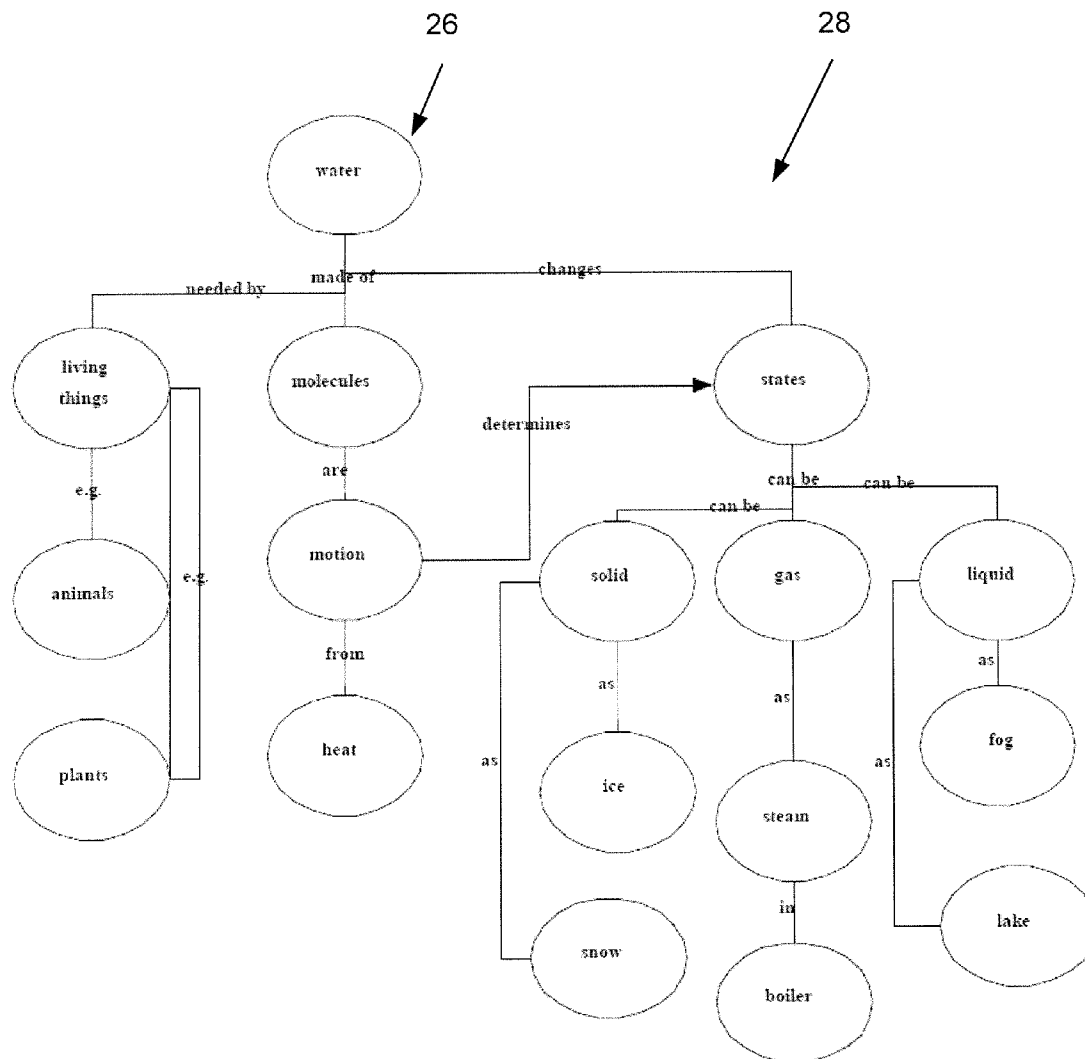 26
28
water
changes
made of
needed by
living
things
molecules
states
determines
are
can be
can be
can be
e.g.
motion
e.g.
animals
solid
gas
liquid
from
as
as
as
heat
plants
fog
as
as
ice
steam
in
lake
snow
boiler